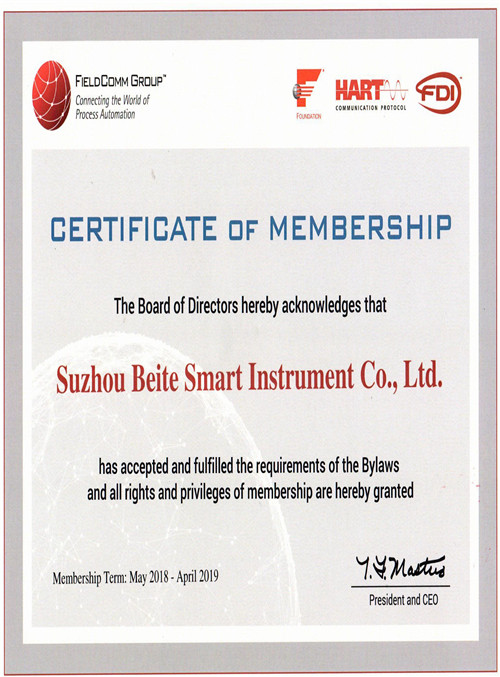 FIELDCOMM GROUP™
Connecting the World of
Process Automation
FOUNDATION
HART
COMMUNICATION PROTOCOL
FDI
CERTIFICATE OF MEMBERSHIP
The Board of Directors hereby acknowledges that
Suzhou Beite Smart Instrument Co., Ltd.
has accepted and fulfilled the requirements of the Bylaws
and all rights and privileges of membership are hereby granted
Membership Term: May 2018 - April 2019
President and CEO